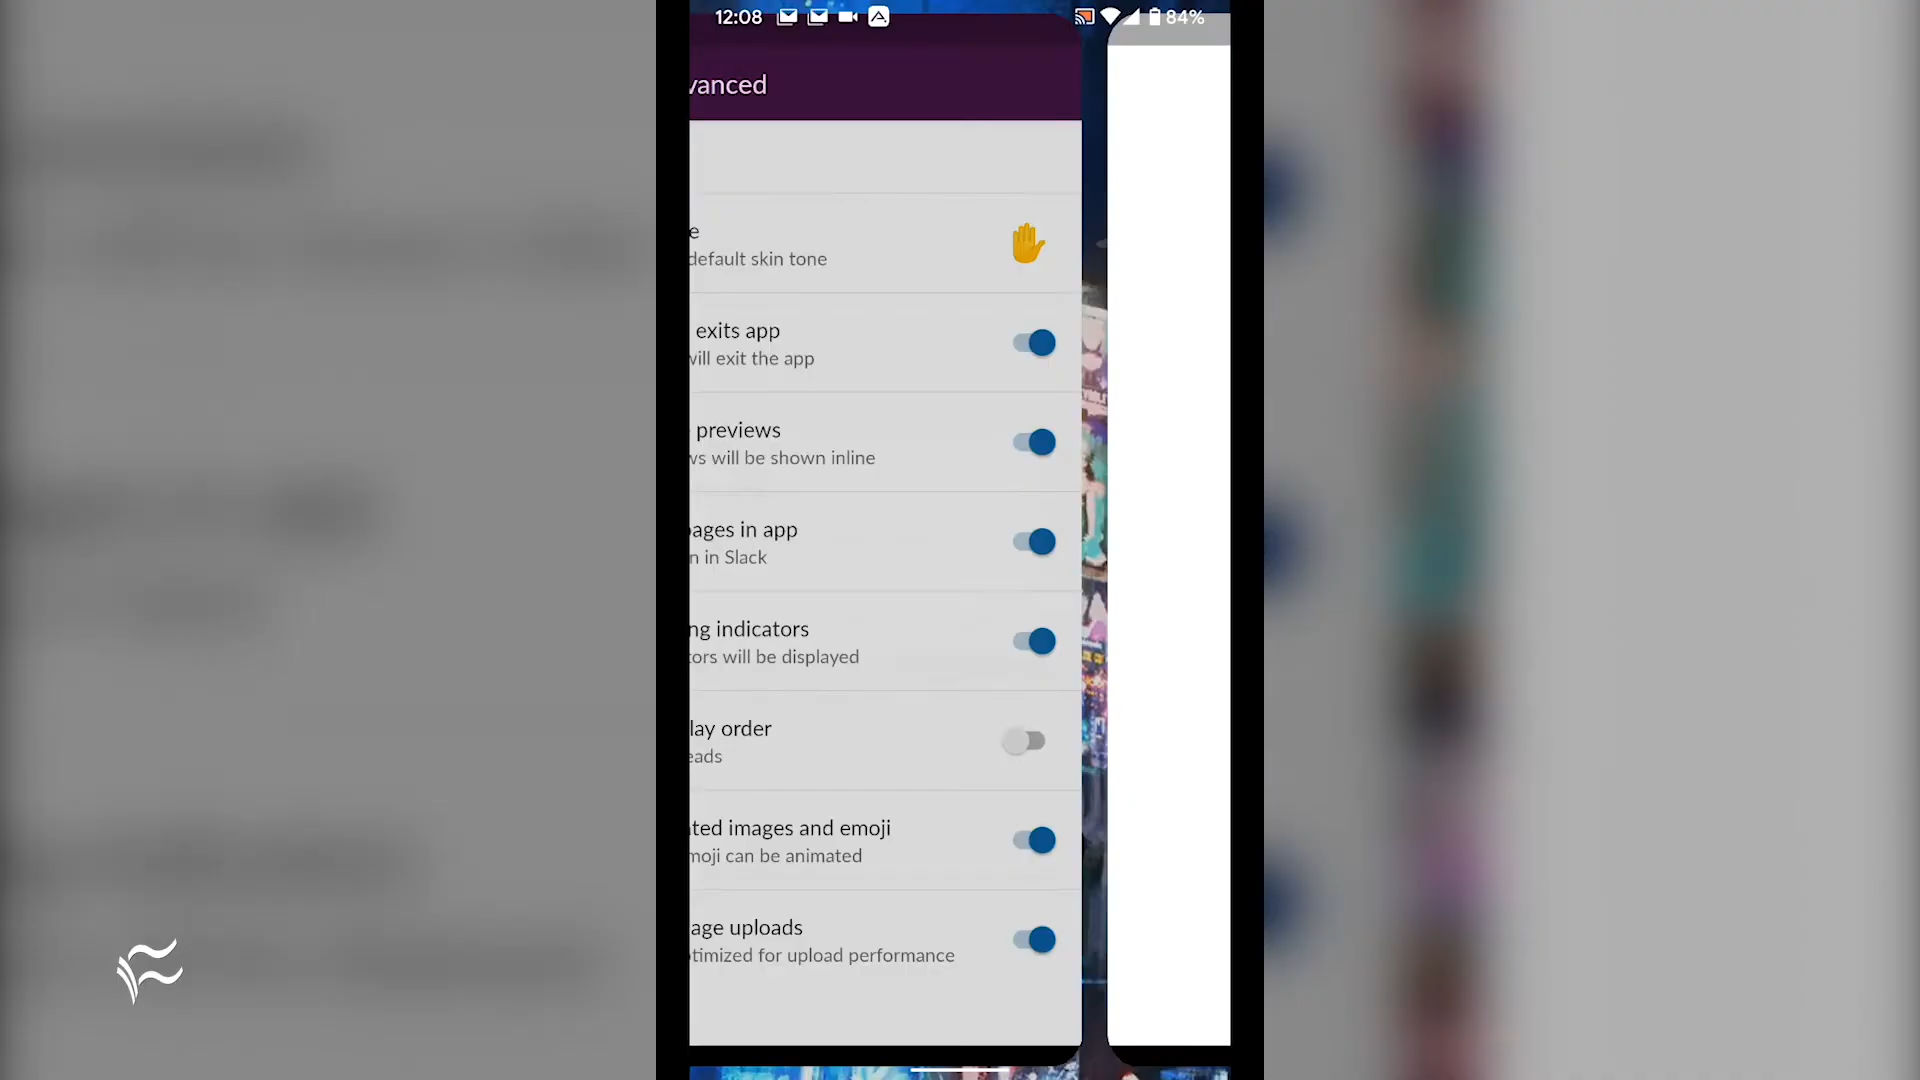 12:08
84%
vanced
e
default skin tone
exits app
will exit the app
previews
ws will be shown inline
pages in app
n in Slack
ng indicators
tors will be displayed
lay order
eads
ted images and emoji
moji can be animated
age uploads
timized for upload performance